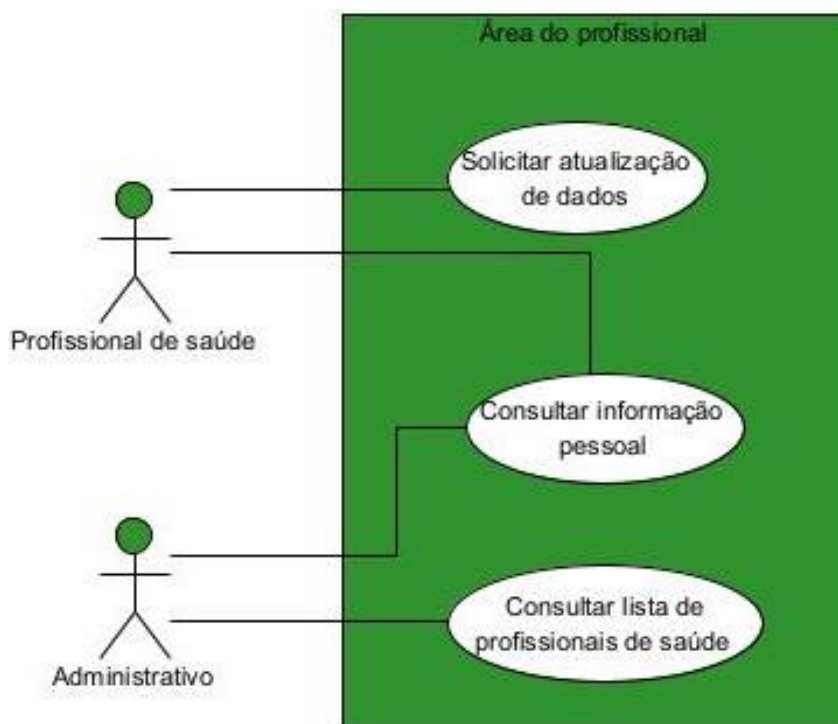 Área do profissional
Solicitar atualização
de dados
Profissional de saúde
Consultar informação
pessoal
Consultar lista de
profissionais de saúde
Administrativo